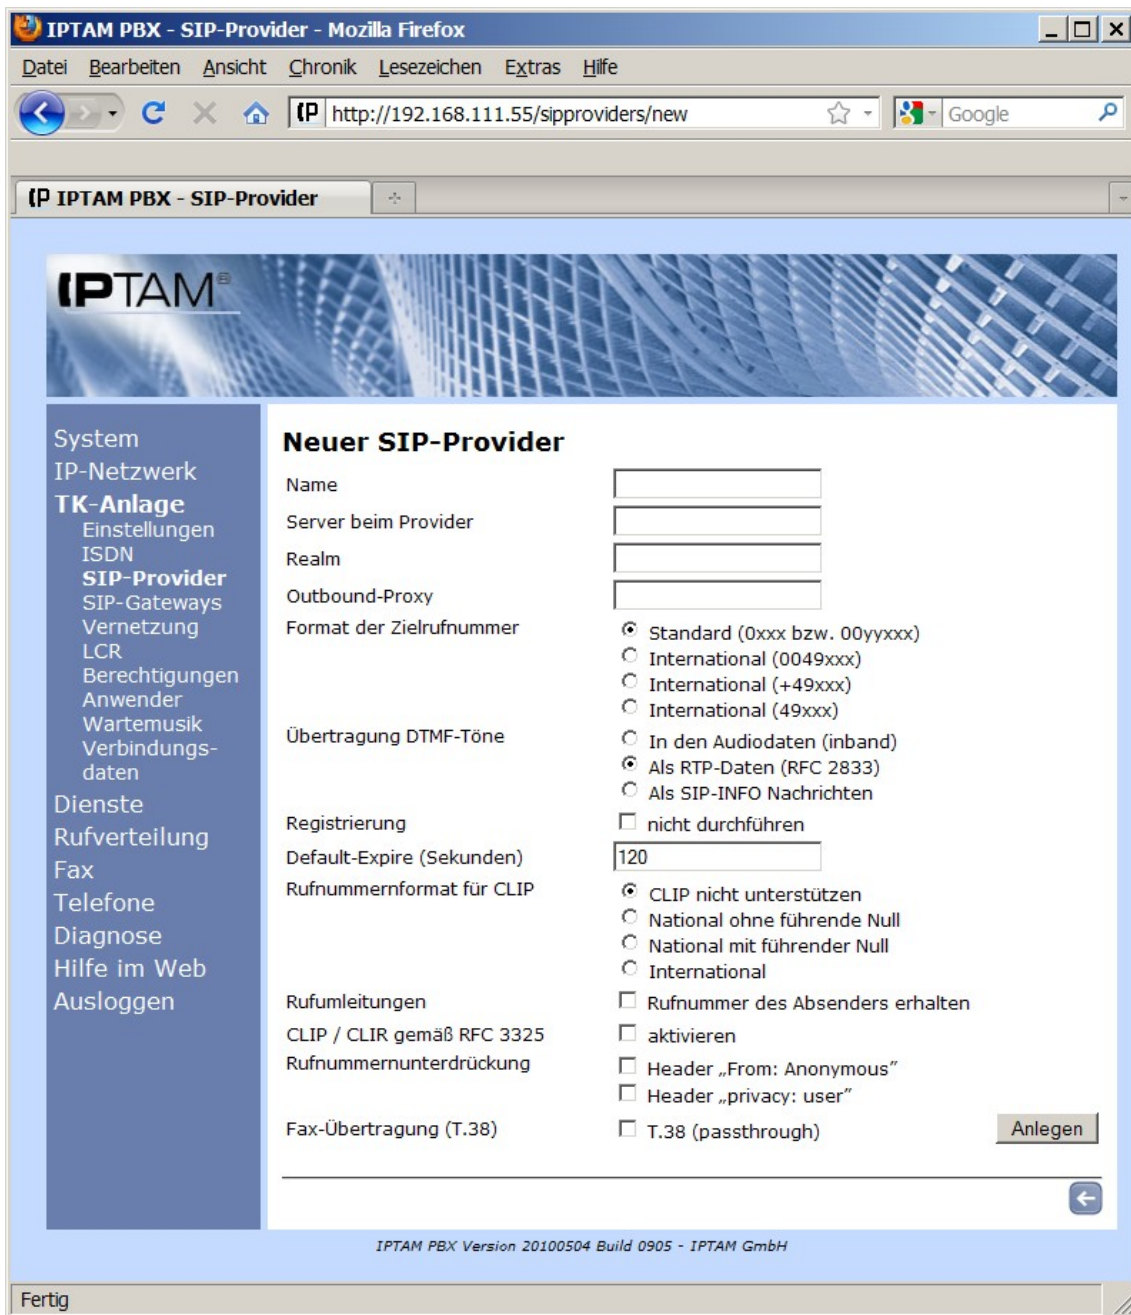 IPTAM PBX - SIP-Provider - Mozilla Firefox
Datei Bearbeiten Ansicht Chronik Lesezeichen Extras Hilfe
(P http://192.168.111.55/sipproviders/new Google
(P IPTAM PBX - SIP-Provider
IPTAM®
System
IP-Netzwerk
TK-Anlage
Einstellungen
ISDN
SIP-Provider
SIP-Gateways
Vernetzung
LCR
Berechtigungen
Anwender
Wartemusik
Verbindungs-
daten
Dienste
Rufverteilung
Fax
Telefone
Diagnose
Hilfe im Web
Ausloggen
Neuer SIP-Provider
Name
Server beim Provider
Realm
Outbound-Proxy
Format der Zielrufnummer Standard (0xxx bzw. 00yyxxx)
International (0049xxx)
International (+49xxx)
International (49xxx)
Übertragung DTMF-Töne In den Audiodaten (inband)
Als RTP-Daten (RFC 2833)
Als SIP-INFO Nachrichten
Registrierung nicht durchführen
Default-Expire (Sekunden) 120
Rufnummernformat für CLIP CLIP nicht unterstützen
National ohne führende Null
National mit führender Null
International
Rufumleitungen Rufnummer des Absenders erhalten
CLIP / CLIR gemäß RFC 3325 aktivieren
Rufnummernunterdrückung Header „From: Anonymous”
Header „privacy: user”
Fax-Übertragung (T.38) T.38 (passthrough) Anlegen
IPTAM PBX Version 20100504 Build 0905 - IPTAM GmbH
Fertig